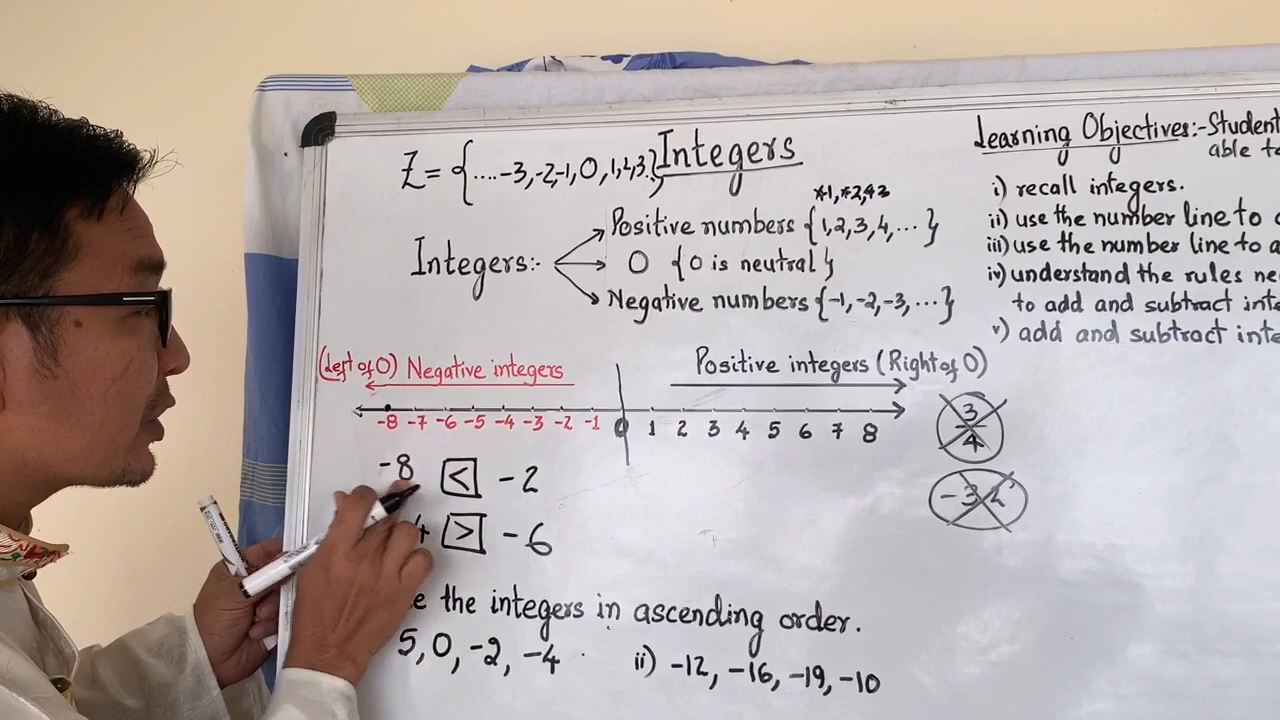 Integers
Z = {....-3,-2,-1, 0, 1,2,3.}
Integers:-
+1,+2,+3
Positive numbers {1,2,3,4,...}
0 {0 is neutral}
Negative numbers {-1, -2, -3, ...}
Learning Objectives:- Student
able to
i) recall integers.
ii) use the number line to
iii) use the number line to a
iv) understand the rules ne
to add and subtract inte
v) add and subtract inte
(Left of 0) Negative integers
Positive integers (Right of 0)
-8 -7 -6 -5 -4 -3 -2 -1 0 1 2 3 4 5 6 7 8
3/4
-8 < -2
> -6
the integers in ascending order.
5, 0, -2, -4
ii) -12, -16, -19, -10